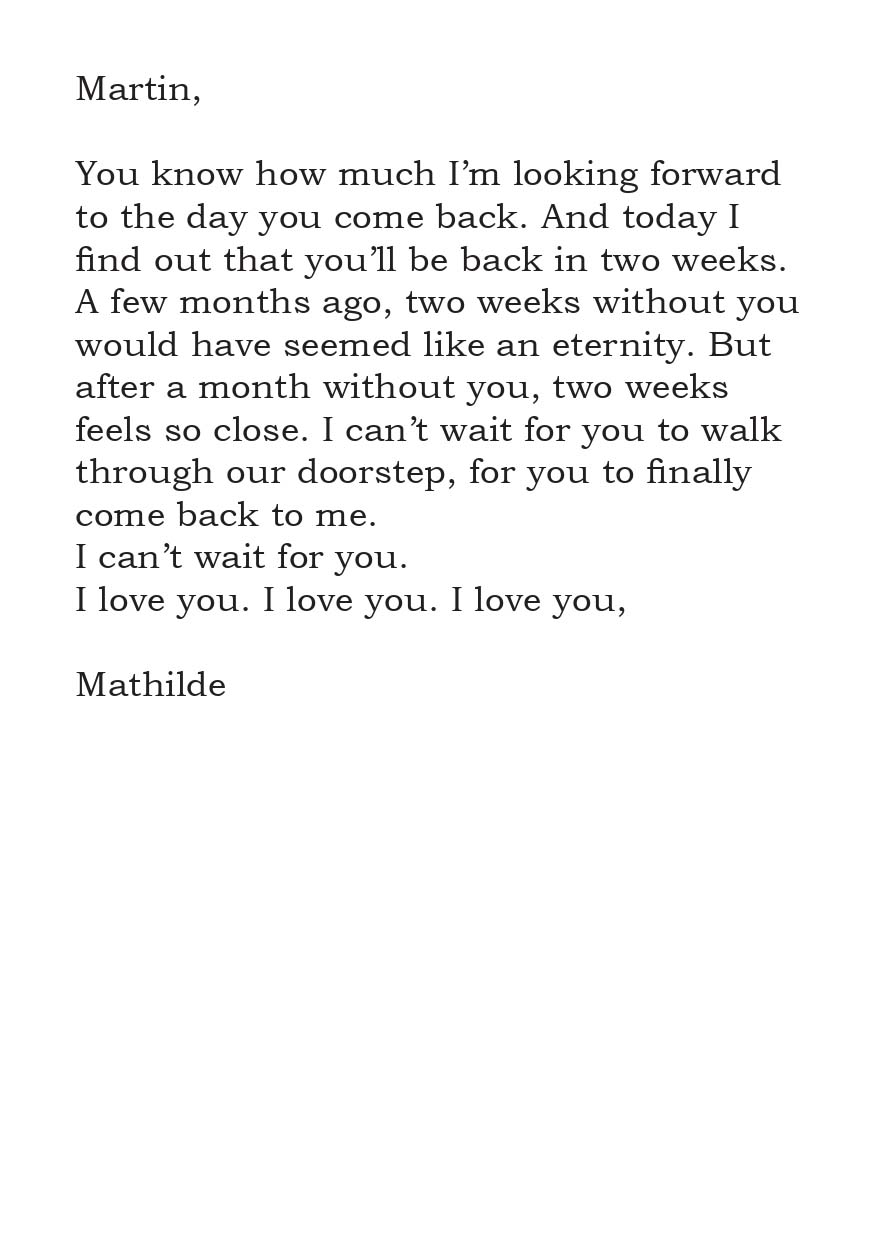 Martin,
You know how much I’m looking forward
to the day you come back. And today I
find out that you’ll be back in two weeks.
A few months ago, two weeks without you
would have seemed like an eternity. But
after a month without you, two weeks
feels so close. I can’t wait for you to walk
through our doorstep, for you to finally
come back to me.
I can’t wait for you.
I love you. I love you. I love you,
Mathilde